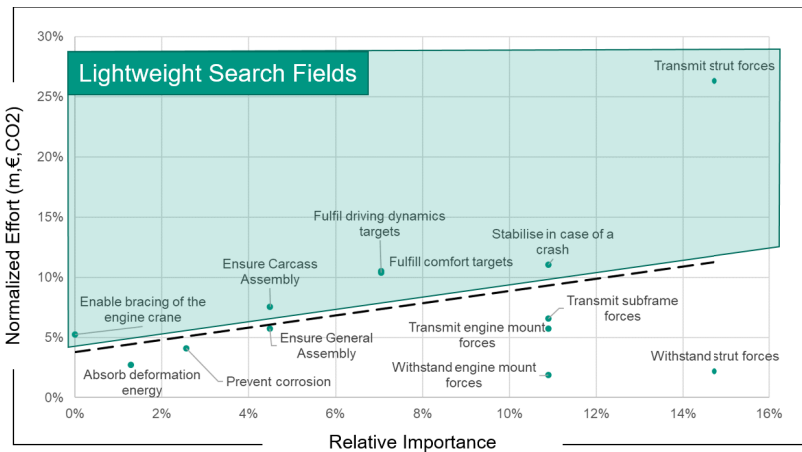 30%
Lightweight Search Fields
Transmit strut forces
25%
20%
Normalized Effort (m,€,CO2)
15%
Fulfil driving dynamics
targets
Stabilise in case of a
crash
Ensure Carcass
Assembly
Fulfill comfort targets
10%
Enable bracing of the
engine crane
Transmit subframe
forces
Ensure General
Assembly
Transmit engine mount
forces
5%
Absorb deformation
energy
Prevent corrosion
Withstand engine mount
forces
Withstand strut forces
0%
0%
2%
4%
6%
8%
10%
12%
14%
16%
Relative Importance